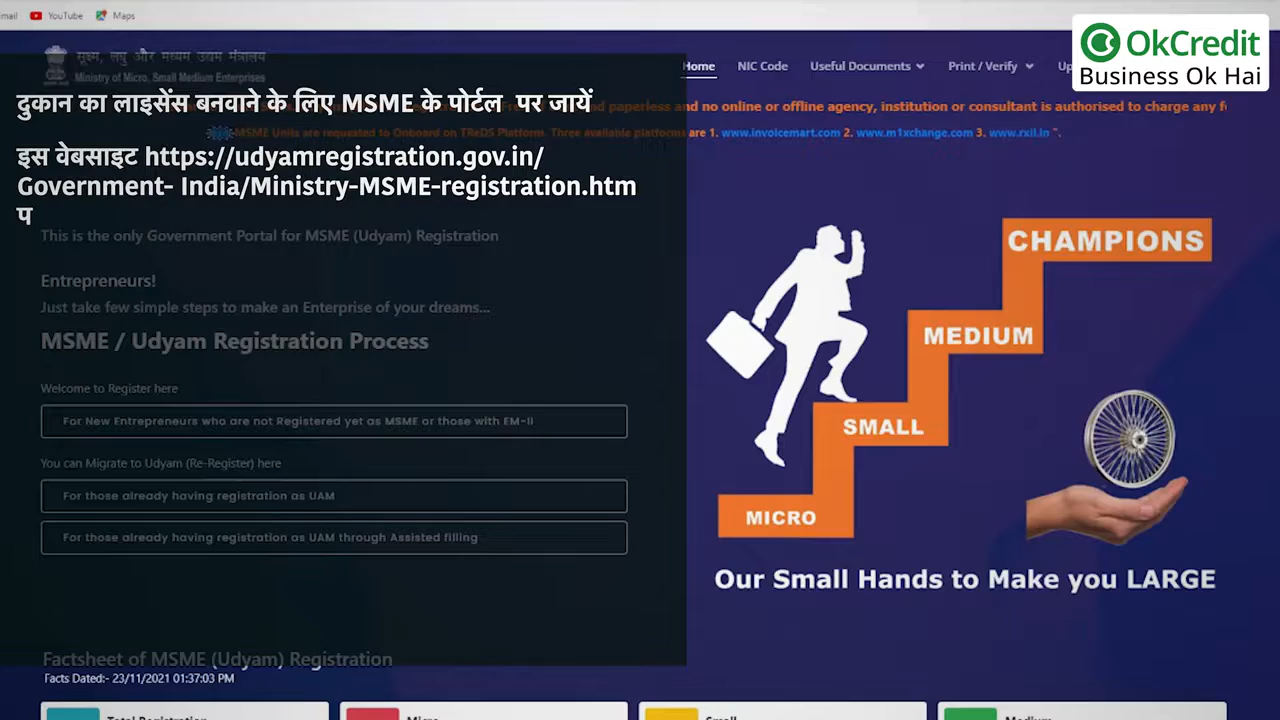 YouTube
Maps
OkCredit
Business Ok Hai
सूक्ष्म, लघु और मध्यम उद्यम मंत्रालय
Ministry of Micro, Small Medium Enterprises
Home
NIC Code
Useful Documents
Print / Verify
दुकान का लाइसेंस बनवाने के लिए MSME के पोर्टल पर जायें
and paperless and no online or offline agency, institution or consultant is authorised to charge any
MSME Units are requested to Onboard on TReDS Platform. Three available platforms are 1. www.invoicemart.com 2. www.m1xchange.com 3. www.rxil.in ".
इस वेबसाइट https://udyamregistration.gov.in/
Government- India/Ministry-MSME-registration.htm
प
This is the only Government Portal for MSME (Udyam) Registration
Entrepreneurs!
Just take few simple steps to make an Enterprise of your dreams...
MSME / Udyam Registration Process
Welcome to Register here
For New Entrepreneurs who are not Registered yet as MSME or those with EM-II
You can Migrate to Udyam (Re-Register) here
For those already having registration as UAM
For those already having registration as UAM through Assisted filling
CHAMPIONS
MEDIUM
SMALL
MICRO
Our Small Hands to Make you LARGE
Factsheet of MSME (Udyam) Registration
Facts Dated:- 23/11/2021 01:37:03 PM
Total Registration
Micro
Small
Medium